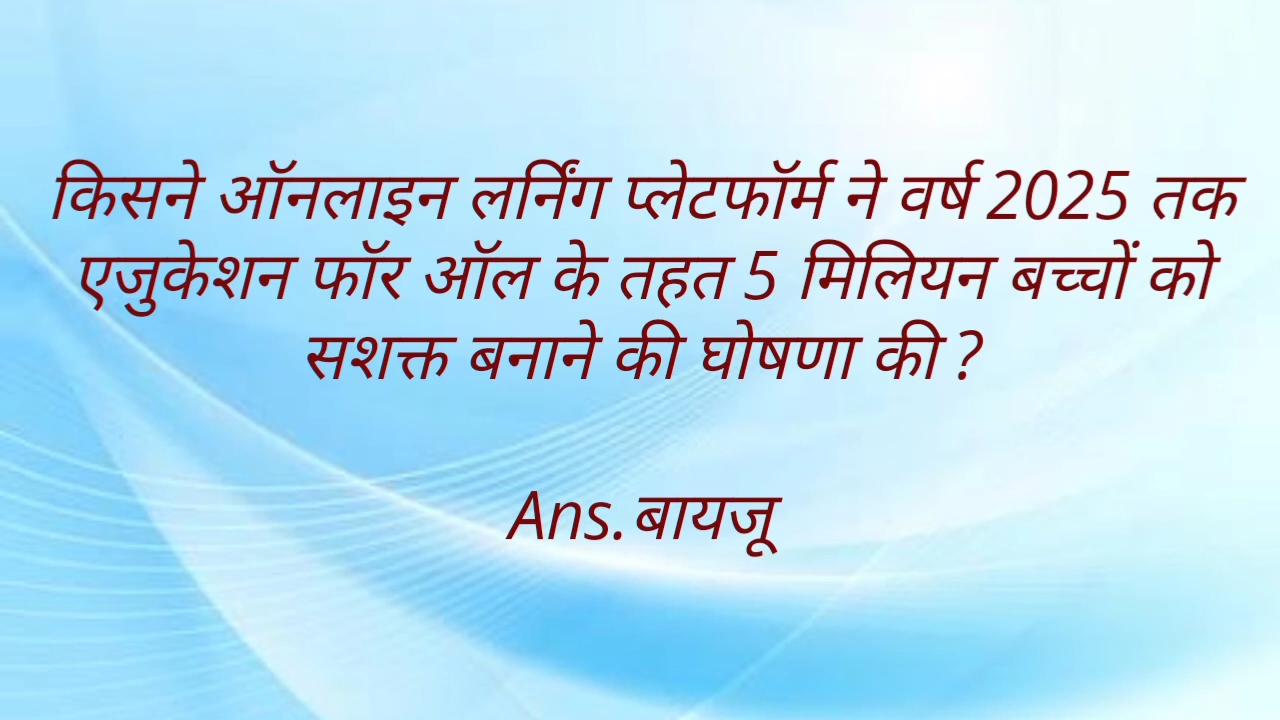 किसने ऑनलाइन लर्निंग प्लेटफॉर्म ने वर्ष 2025 तक
एजुकेशन फॉर ऑल के तहत 5 मिलियन बच्चों को
सशक्त बनाने की घोषणा की ?
Ans.बायजू